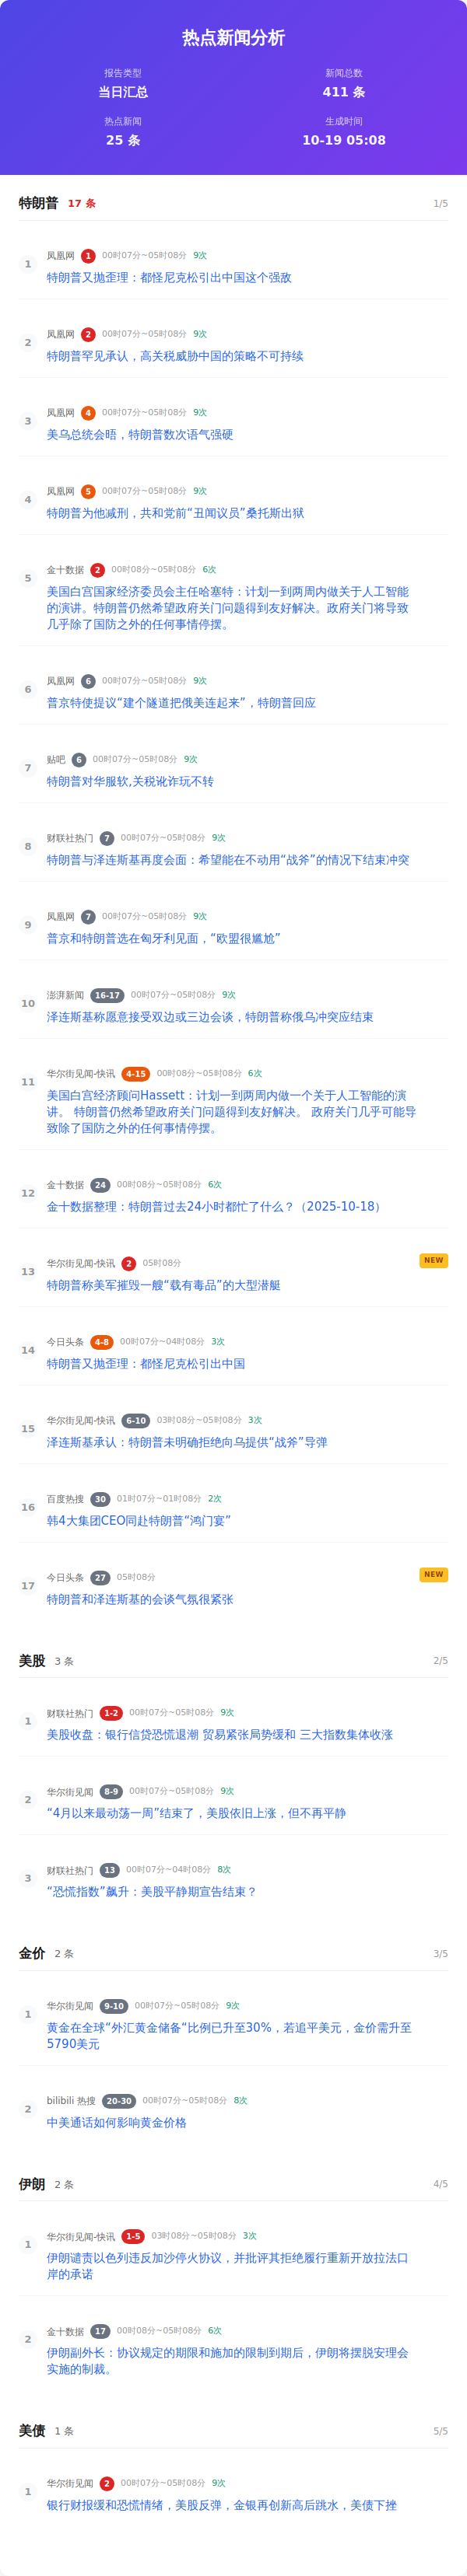 热点新闻分析
报告类型
新闻总数
当日汇总
411 条
热点新闻
生成时间
25 条
10-19 05:08
特朗普 17 条 1/5
1
凤凰网 1 00时07分~05时08分 9次
特朗普又抛歪理：都怪尼克松引出中国这个强敌
2
凤凰网 2 00时07分~05时08分 9次
特朗普罕见承认，高关税威胁中国的策略不可持续
3
凤凰网 4 00时07分~05时08分 9次
美乌总统会晤，特朗普数次语气强硬
4
凤凰网 5 00时07分~05时08分 9次
特朗普为他减刑，共和党前“丑闻议员”桑托斯出狱
5
金十数据 2 00时08分~05时08分 6次
美国白宫国家经济委员会主任哈塞特：计划一到两周内做关于人工智能
的演讲。特朗普仍然希望政府关门问题得到友好解决。政府关门将导致
几乎除了国防之外的任何事情停摆。
6
凤凰网 6 00时07分~05时08分 9次
普京特使提议“建个隧道把俄美连起来”，特朗普回应
7
贴吧 6 00时07分~05时08分 9次
特朗普对华服软,关税讹诈玩不转
8
财联社热门 7 00时07分~05时08分 9次
特朗普与泽连斯基再度会面：希望能在不动用“战斧”的情况下结束冲突
9
凤凰网 7 00时07分~05时08分 9次
普京和特朗普选在匈牙利见面，“欧盟很尴尬”
10
澎湃新闻 16-17 00时07分~05时08分 9次
泽连斯基称愿意接受双边或三边会谈，特朗普称俄乌冲突应结束
11
华尔街见闻-快讯 4-15 00时08分~05时08分 6次
美国白宫经济顾问Hassett：计划一到两周内做一个关于人工智能的演
讲。 特朗普仍然希望政府关门问题得到友好解决。 政府关门几乎可能导
致除了国防之外的任何事情停摆。
12
金十数据 24 00时08分~05时08分 6次
金十数据整理：特朗普过去24小时都忙了什么？（2025-10-18）
13
华尔街见闻-快讯 2 05时08分 NEW
特朗普称美军摧毁一艘“载有毒品”的大型潜艇
14
今日头条 4-8 00时07分~04时08分 3次
特朗普又抛歪理：都怪尼克松引出中国
15
华尔街见闻-快讯 6-10 03时08分~05时08分 3次
泽连斯基承认：特朗普未明确拒绝向乌提供“战斧”导弹
16
百度热搜 30 01时07分~01时08分 2次
韩4大集团CEO同赴特朗普“鸿门宴”
17
今日头条 27 05时08分 NEW
特朗普和泽连斯基的会谈气氛很紧张
美股 3 条 2/5
1
财联社热门 1-2 00时07分~05时08分 9次
美股收盘：银行信贷恐慌退潮 贸易紧张局势缓和 三大指数集体收涨
2
华尔街见闻 8-9 00时07分~05时08分 9次
“4月以来最动荡一周”结束了，美股依旧上涨，但不再平静
3
财联社热门 13 00时07分~04时08分 8次
“恐慌指数”飙升：美股平静期宣告结束？
金价 2 条 3/5
1
华尔街见闻 9-10 00时07分~05时08分 9次
黄金在全球“外汇黄金储备“比例已升至30%，若追平美元，金价需升至
5790美元
2
bilibili 热搜 20-30 00时07分~05时08分 8次
中美通话如何影响黄金价格
伊朗 2 条 4/5
1
华尔街见闻-快讯 1-5 03时08分~05时08分 3次
伊朗谴责以色列违反加沙停火协议，并批评其拒绝履行重新开放拉法口
岸的承诺
2
金十数据 17 00时08分~05时08分 6次
伊朗副外长：协议规定的期限和施加的限制到期后，伊朗将摆脱安理会
实施的制裁。
美债 1 条 5/5
1
华尔街见闻 2 00时07分~05时08分 9次
银行财报缓和恐慌情绪，美股反弹，金银再创新高后跳水，美债下挫